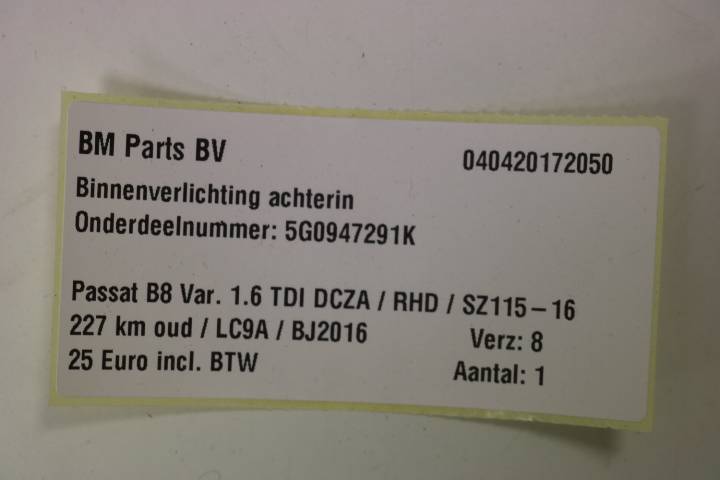 BM Parts BV 040420172050
Binnenverlichting achterin
Onderdeelnummer: 5G0947291K
Passat B8 Var. 1.6 TDI DCZA / RHD / SZ115-16
227 km oud / LC9A / BJ2016 Verz: 8
25 Euro incl. BTW Aantal: 1